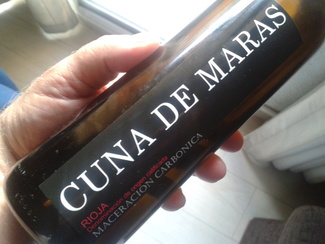 CUNA DE MARAS
RIOJA
MACERACIÓN CARBÓNICA